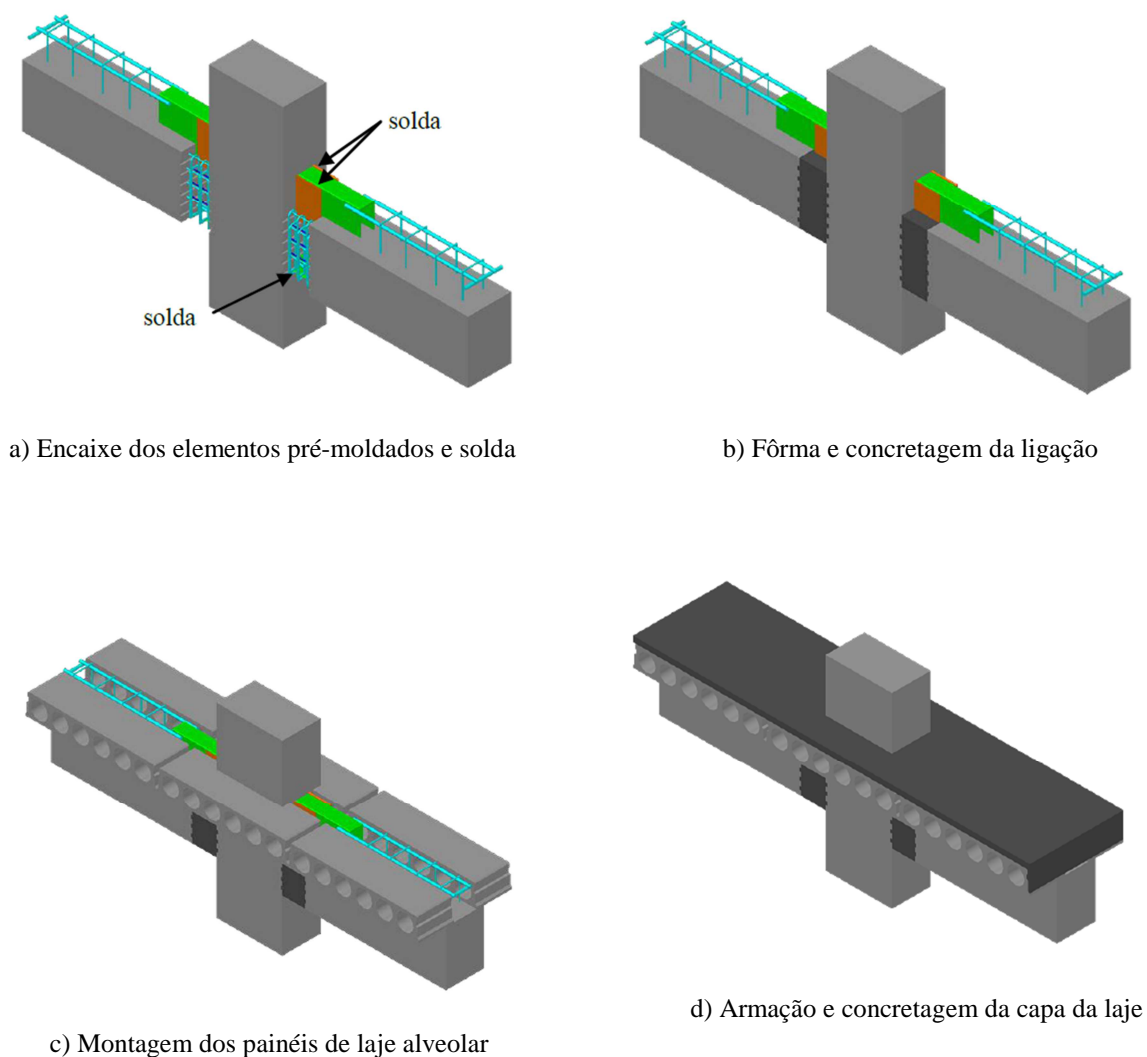 solda
solda
a) Encaixe dos elementos pré-moldados e solda
b) Fôrma e concretagem da ligação
c) Montagem dos painéis de laje alveolar
d) Armação e concretagem da capa da laje